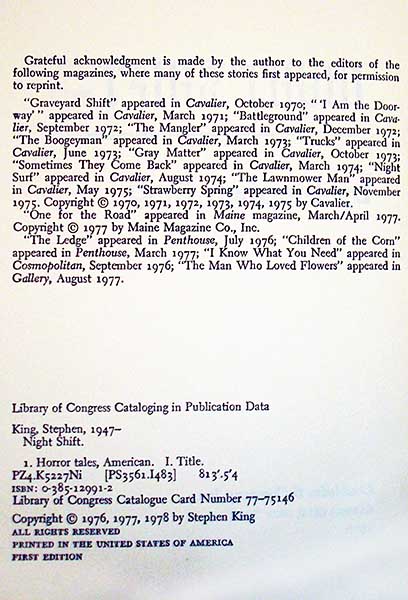 Grateful acknowledgment is made by the author to the editors of the
following magazines, where many of these stories first appeared, for permission
to reprint.
"Graveyard Shift" appeared in Cavalier, October 1970; "'I Am the Door-
way'" appeared in Cavalier, March 1971; "Battleground" appeared in Cava-
lier, September 1972; "The Mangler" appeared in Cavalier, December 1972;
"The Boogeyman" appeared in Cavalier, March 1973; "Trucks" appeared in
Cavalier, June 1973; "Gray Matter" appeared in Cavalier, October 1973;
"Sometimes They Come Back" appeared in Cavalier, March 1974; "Night
Surf" appeared in Cavalier, August 1974; "The Lawnmower Man" appeared
in Cavalier, May 1975; "Strawberry Spring" appeared in Cavalier, November
1975. Copyright © 1970, 1971, 1972, 1973, 1974, 1975 by Cavalier.
"One for the Road" appeared in Maine magazine, March/April 1977.
Copyright © 1977 by Maine Magazine Co., Inc.
"The Ledge" appeared in Penthouse, July 1976; "Children of the Corn"
appeared in Penthouse, March 1977; "I Know What You Need" appeared in
Cosmopolitan, September 1976; "The Man Who Loved Flowers" appeared in
Gallery, August 1977.
Library of Congress Cataloging in Publication Data
King, Stephen, 1947–
Night Shift.
1. Horror tales, American. I. Title.
PZ4.K5227Ni [PS3561.I483] 813'.5'4
ISBN: 0-385-12991-2
Library of Congress Catalogue Card Number 77-75146
Copyright © 1976, 1977, 1978 by Stephen King
ALL RIGHTS RESERVED
PRINTED IN THE UNITED STATES OF AMERICA
FIRST EDITION